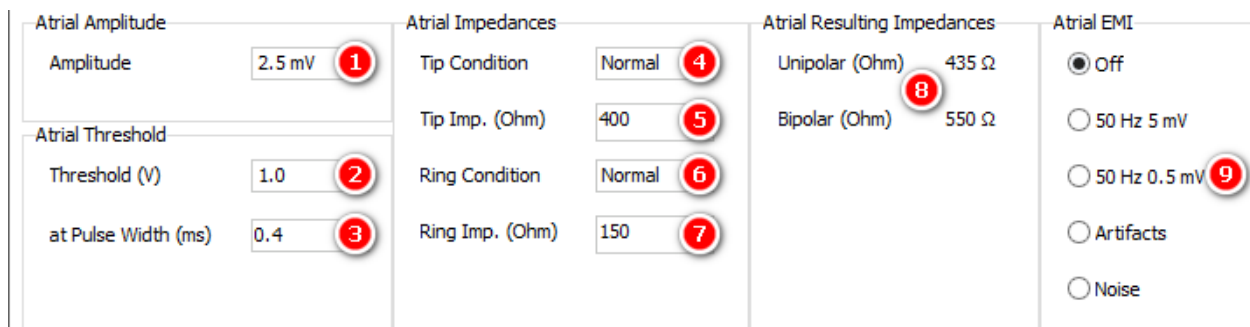 Atrial Amplitude
Amplitude 2.5 mV 1
Atrial Threshold
Threshold (V) 1.0 2
at Pulse Width (ms) 0.4 3
Atrial Impedances
Tip Condition Normal 4
Tip Imp. (Ohm) 400 5
Ring Condition Normal 6
Ring Imp. (Ohm) 150 7
Atrial Resulting Impedances
Unipolar (Ohm) 435 Ω
8
Bipolar (Ohm) 550 Ω
Atrial EMI
Off
50 Hz 5 mV
50 Hz 0.5 mV 9
Artifacts
Noise